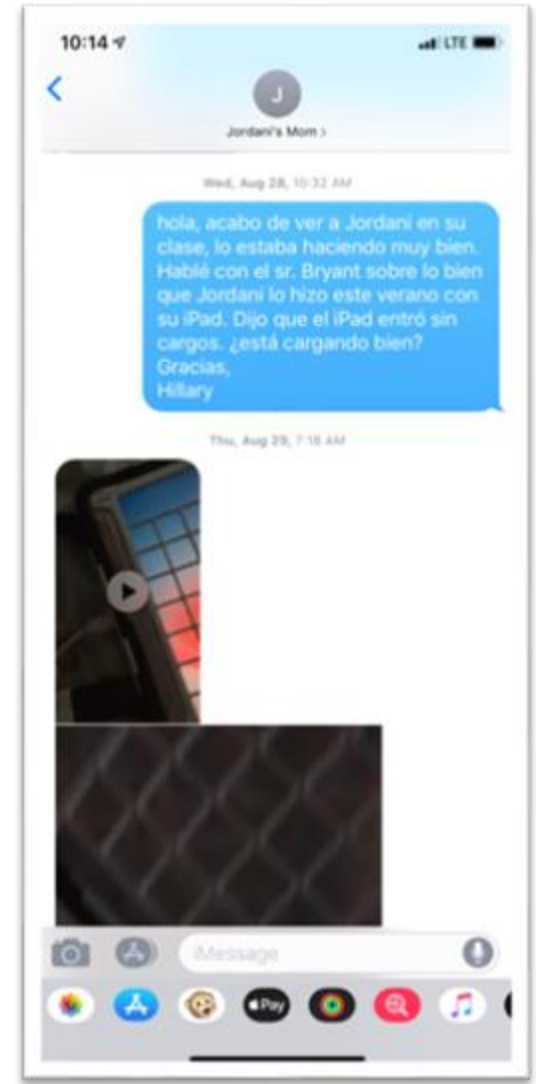 10:14
LTE
J
Jordani's Mom >
Wed, Aug 28, 10:32 AM
hola, acabo de ver a Jordani en su
clase, lo estaba haciendo muy bien.
Hablé con el sr. Bryant sobre lo bien
que Jordani lo hizo este verano con
su iPad. Dijo que el iPad entró sin
cargos. ¿está cargando bien?
Gracias,
Hillary
Thu, Aug 29, 7:18 AM
iMessage
Pay